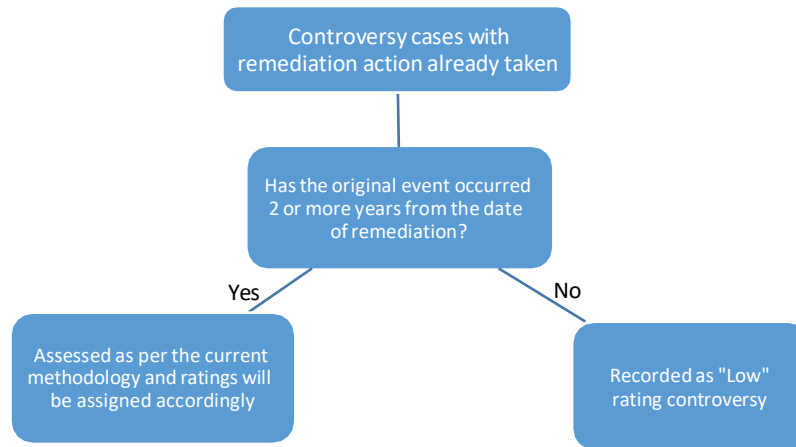 Controversy cases with
remediation action already taken
Has the original event occurred
2 or more years from the date
of remediation?
Yes
No
Assessed as per the current
methodology and ratings will
be assigned accordingly
Recorded as "Low"
rating controversy